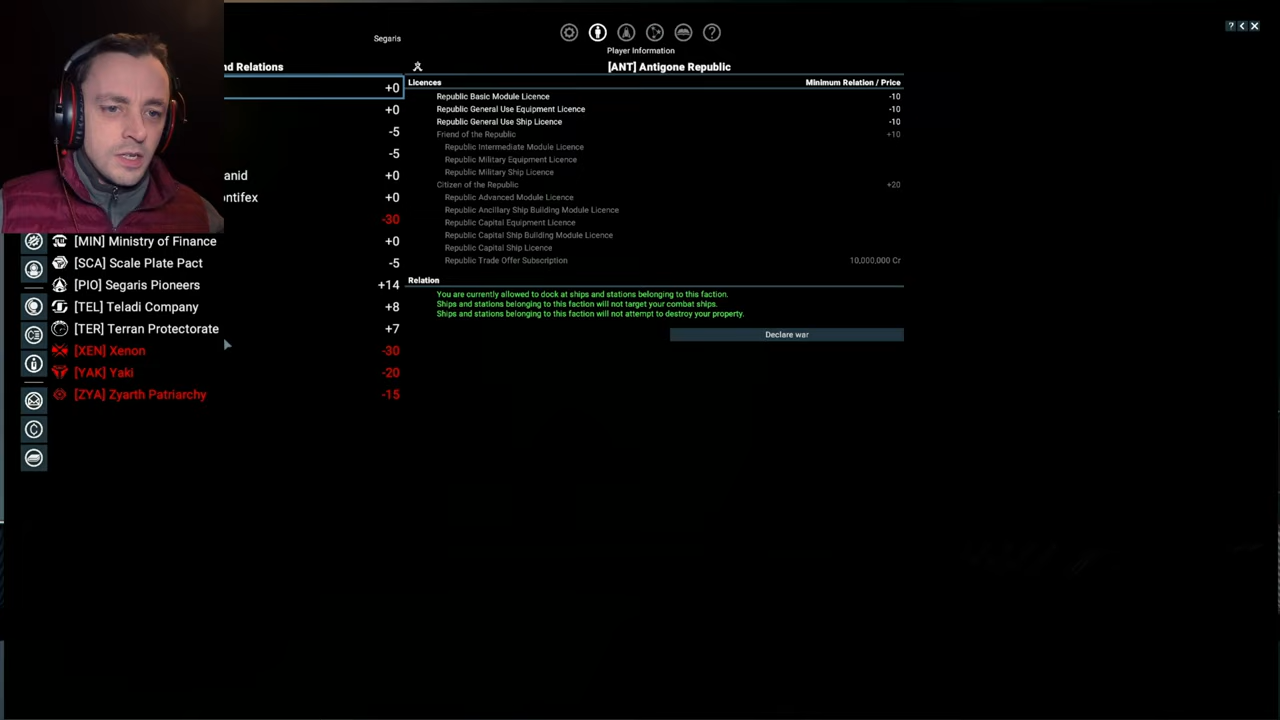 Segaris
Player Information
nd Relations
[ANT] Antigone Republic
Licences Minimum Relation / Price
+0
Republic Basic Module Licence -10
+0
Republic General Use Equipment Licence -10
Republic General Use Ship Licence -10
-5
Friend of the Republic +10
Republic Intermediate Module Licence
-5
Republic Military Equipment Licence
Republic Military Ship Licence
anid +0
Citizen of the Republic +20
ontifex +0
Republic Advanced Module Licence
Republic Ancillary Ship Building Module Licence
-30
Republic Capital Equipment Licence
Republic Capital Ship Building Module Licence
[MIN] Ministry of Finance +0
Republic Capital Ship Licence
Republic Trade Offer Subscription 10,000,000 Cr
[SCA] Scale Plate Pact -5
Relation
[PIO] Segaris Pioneers +14
You are currently allowed to dock at ships and stations belonging to this faction.
Ships and stations belonging to this faction will not target your combat ships.
[TEL] Teladi Company +8
Ships and stations belonging to this faction will not attempt to destroy your property.
[TER] Terran Protectorate +7
Declare war
[XEN] Xenon -30
[YAK] Yaki -20
[ZYA] Zyarth Patriarchy -15